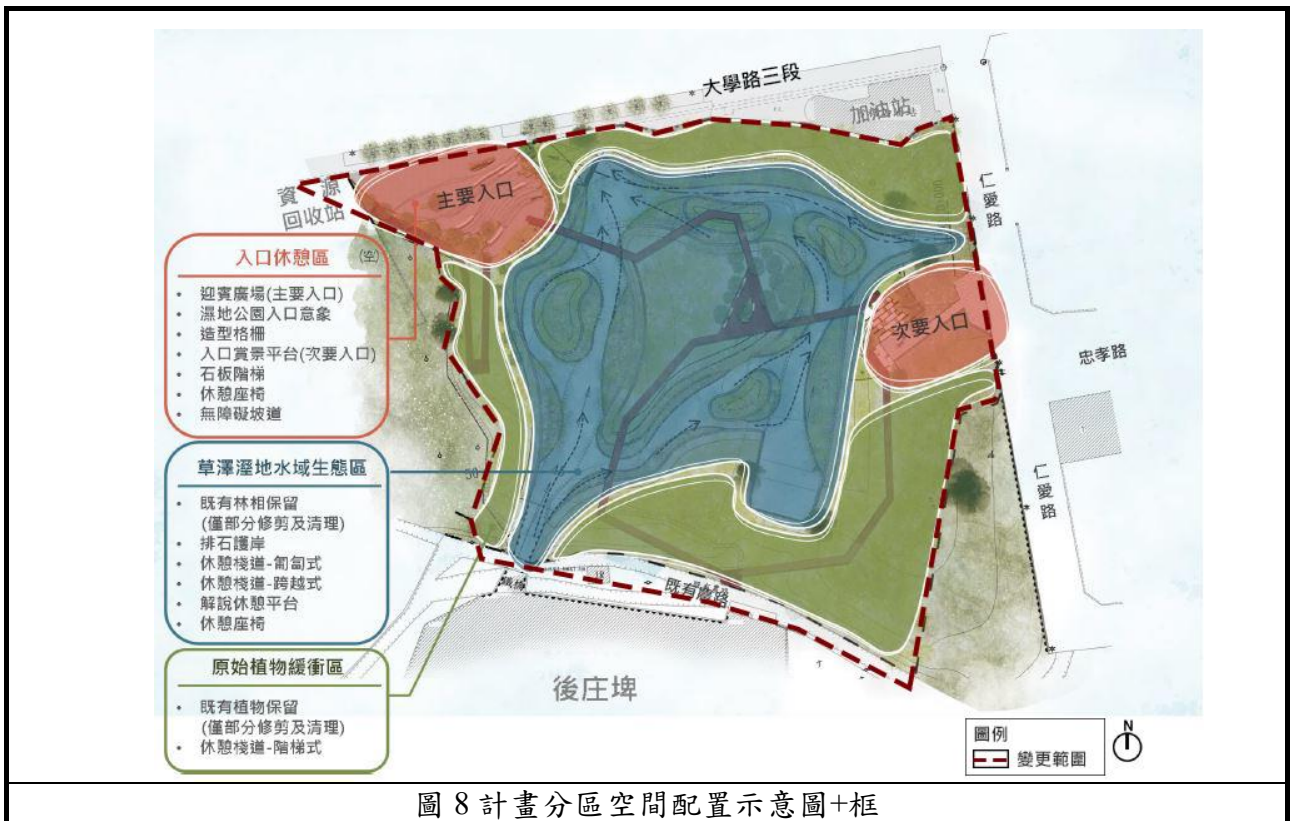 大學路三段
加油站
資源
回收站
主要入口
仁愛路
入口休憩區
(空)
• 迎賓廣場(主要入口)
• 濕地公園入口意象
• 造型格柵
• 入口賞景平台(次要入口)
• 石板階梯
• 休憩座椅
• 無障礙坡道
次要入口
忠孝路
草澤溼地水域生態區
• 既有林相保留
(僅部分修剪及清理)
• 排石護岸
• 休憩棧道-匍匐式
• 休憩棧道-跨越式
• 解說休憩平台
• 休憩座椅
仁愛路
原始植物緩衝區
• 既有植物保留
(僅部分修剪及清理)
• 休憩棧道-階梯式
後庄埤
圖例
變更範圍
N
圖 8 計畫分區空間配置示意圖+框